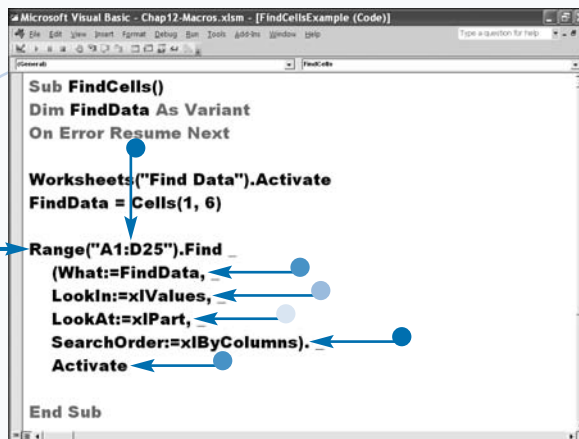 Microsoft Visual Basic - Chap12-Macros.xlsm - [FindCellsExample (Code)]
File Edit View Insert Format Debug Run Tools Add-Ins Window Help Type a question for help
(General) FindCells
Sub FindCells()
Dim FindData As Variant
On Error Resume Next
Worksheets("Find Data").Activate
FindData = Cells(1, 6)
Range("A1:D25").Find _
(What:=FindData, _
LookIn:=xlValues, _
LookAt:=xlPart, _
SearchOrder:=xlByColumns). _
Activate
End Sub